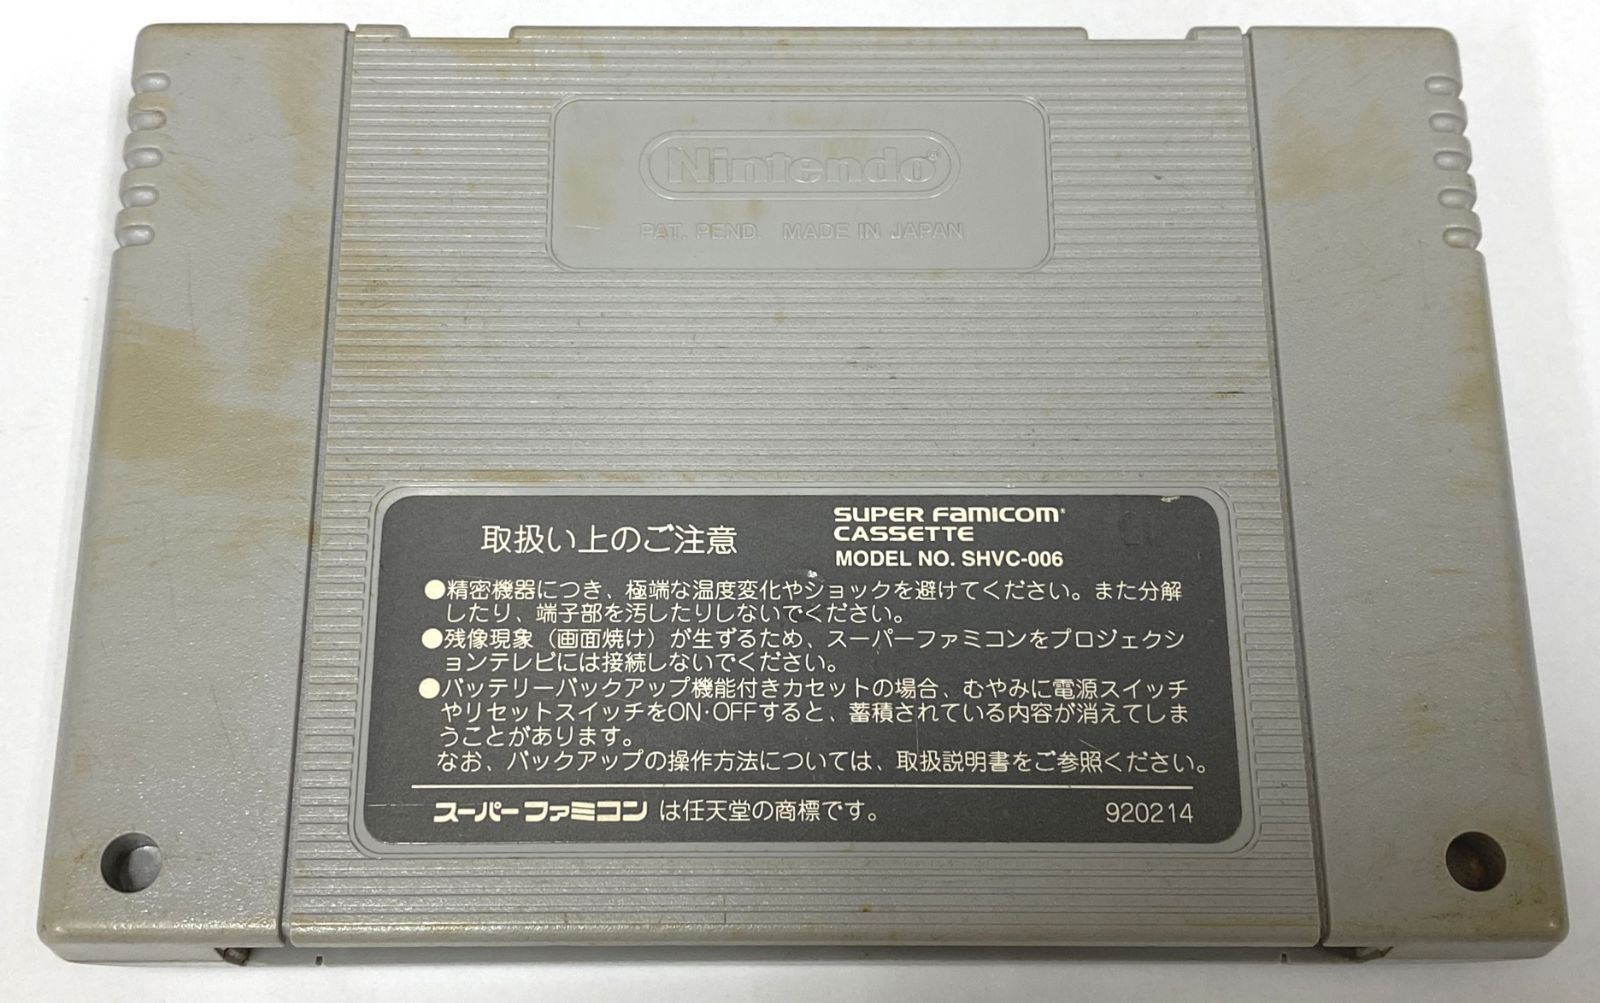 Nintendo®
PAT. PEND. MADE IN JAPAN
取扱い上のご注意
SUPER FAMICOM®
CASSETTE
MODEL NO. SHVC-006
●精密機器につき、極端な温度変化やショックを避けてください。また分解
したり、端子部を汚したりしないでください。
●残像現象（画面焼け）が生ずるため、スーパーファミコンをプロジェクシ
ョンテレビには接続しないでください。
●バッテリーバックアップ機能付きカセットの場合、むやみに電源スイッチ
やリセットスイッチをON・OFFすると、蓄積されている内容が消えてしま
うことがあります。
なお、バックアップの操作方法については、取扱説明書をご参照ください。
スーパーファミコン は任天堂の商標です。
920214